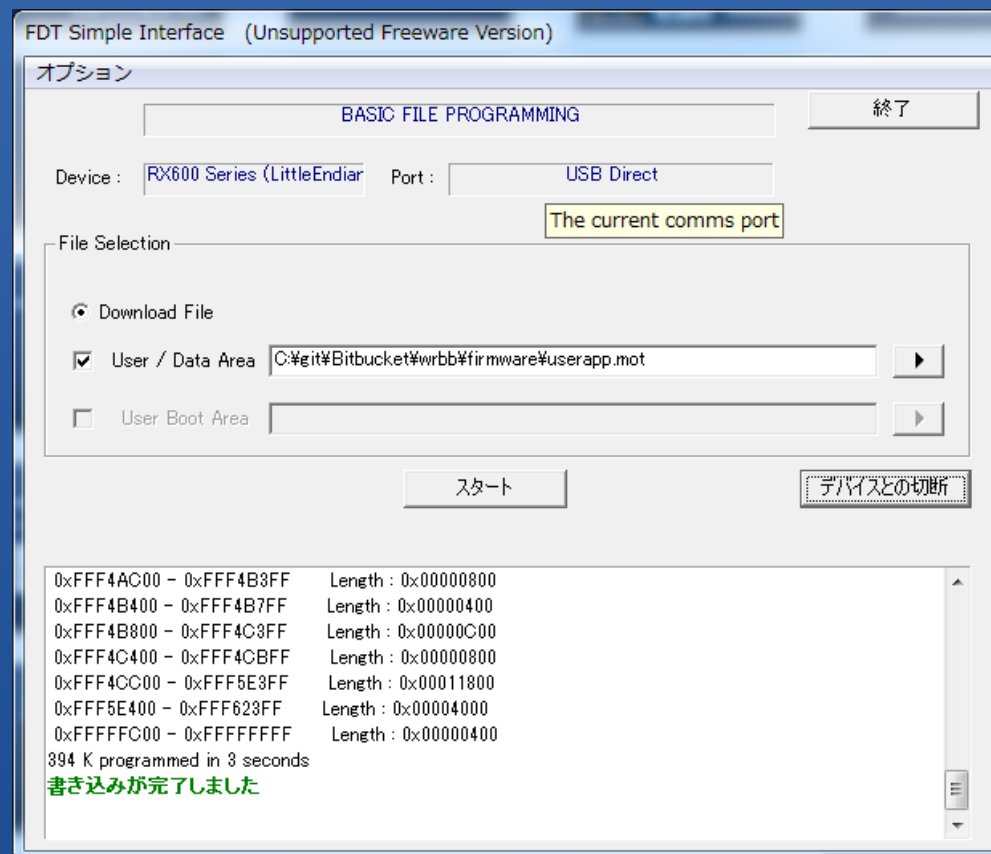 FDT Simple Interface (Unsupported Freeware Version)
オプション
BASIC FILE PROGRAMMING
終了
Device : RX600 Series (LittleEndiar Port : USB Direct
The current comms port
File Selection
Download File
User / Data Area C:¥git¥Bitbucket¥wrbb¥firmware¥userapp.mot
User Boot Area
スタート
デバイスとの切断
0xFFF4AC00 - 0xFFF4B3FF Length : 0x00000800
0xFFF4B400 - 0xFFF4B7FF Length : 0x00000400
0xFFF4B800 - 0xFFF4C3FF Length : 0x00000C00
0xFFF4C400 - 0xFFF4CBFF Length : 0x00000800
0xFFF4CC00 - 0xFFF5E3FF Length : 0x00011800
0xFFF5E400 - 0xFFF623FF Length : 0x00004000
0xFFFFFC00 - 0xFFFFFFFF Length : 0x00000400
394 K programmed in 3 seconds
書き込みが完了しました